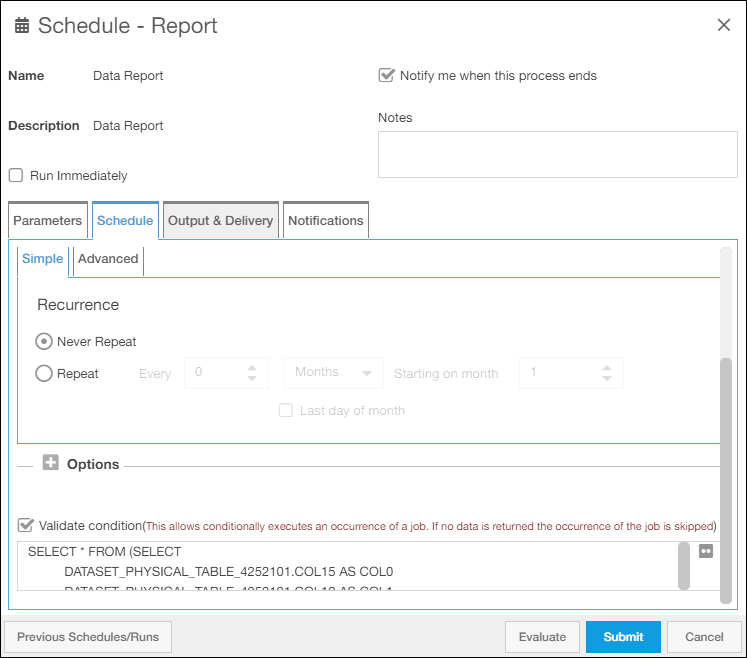 Schedule - Report
Name Data Report
Notify me when this process ends
Description Data Report
Notes
Run Immediately
Parameters Schedule Output & Delivery Notifications
Simple Advanced
Recurrence
Never Repeat
Repeat Every 0 Months Starting on month 1
Last day of month
Options
Validate condition(This allows conditionally executes an occurrence of a job. If no data is returned the occurrence of the job is skipped)
SELECT * FROM (SELECT
DATASET_PHYSICAL_TABLE_4252101.COL15 AS COL0
Previous Schedules/Runs Evaluate Submit Cancel